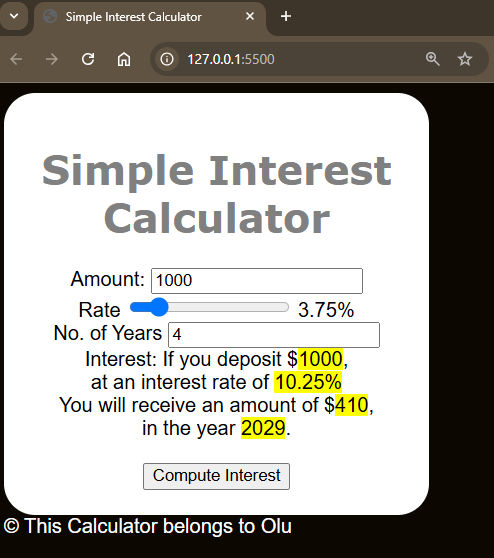 Simple Interest Calculator
127.0.0.1:5500
Simple Interest
Calculator
Amount: 1000
Rate 3.75%
No. of Years 4
Interest: If you deposit $1000,
at an interest rate of 10.25%
You will receive an amount of $410,
in the year 2029.
Compute Interest
© This Calculator belongs to Olu